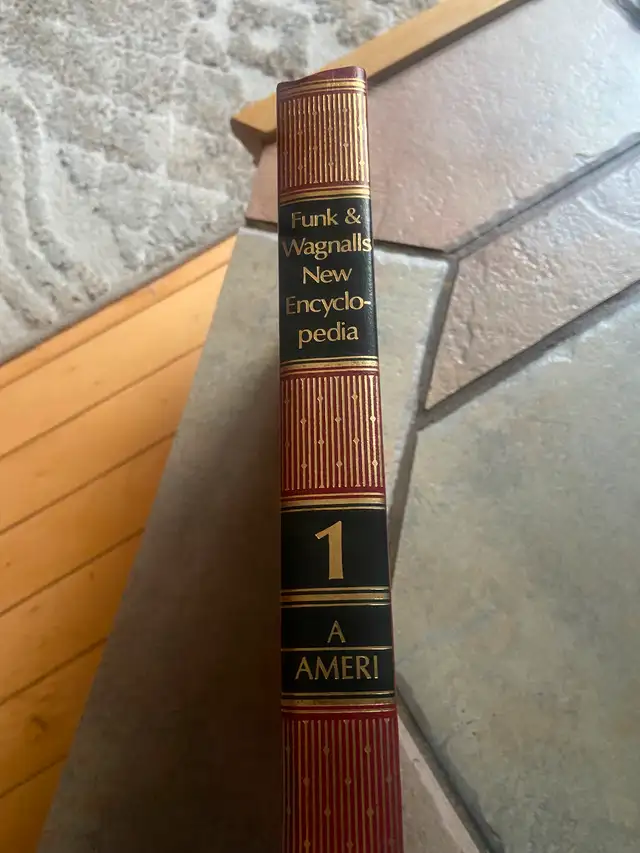 Funk &
Wagnalls
New
Encyclo-
pedia
1
A
AMERI